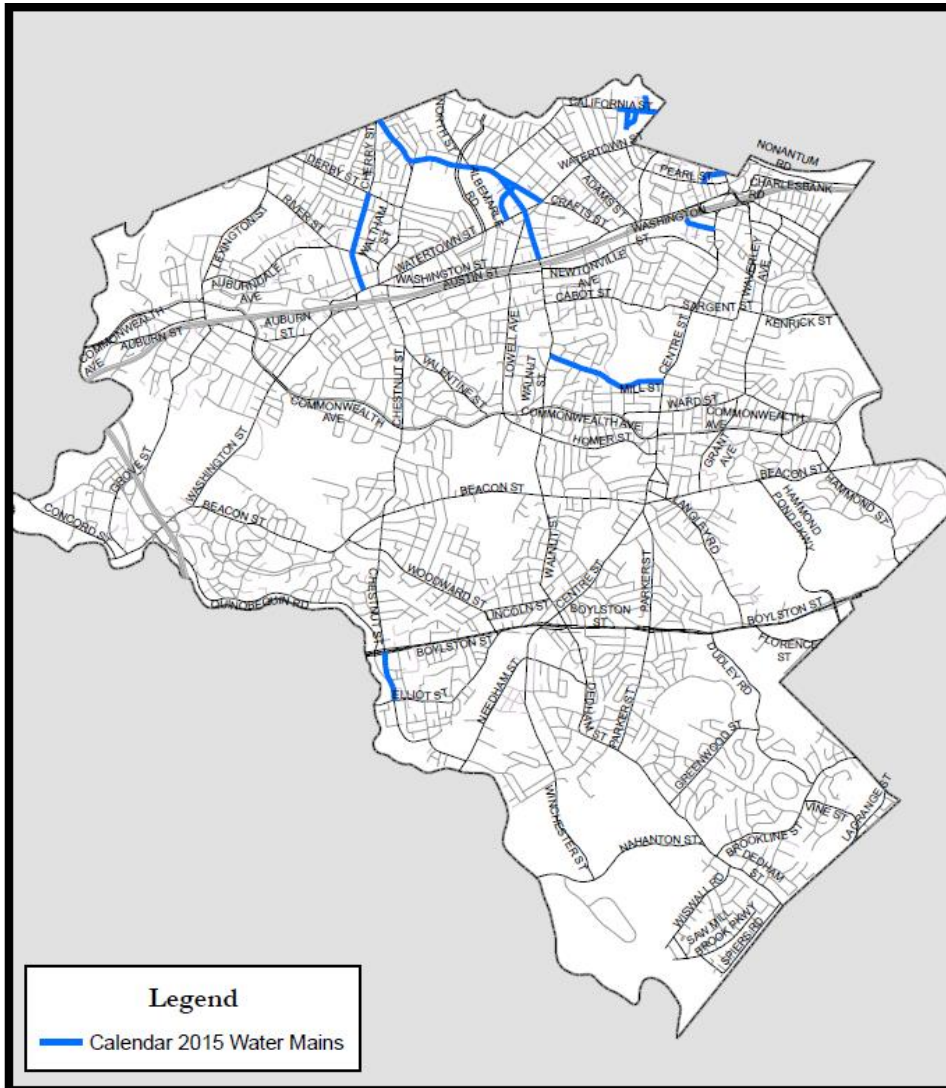 CALIFORNIA ST
NORTH ST
NONANTUM
RD
CHERRY ST
WATERTOWN ST
DERBY ST
ALBEMARLE
RD
PEARL ST
CHARLESBANK
RD
ADAMS ST
CRAFTS ST
RIVER ST
LEXINGTON ST
WALTHAM
ST
WASHINGTON
ST
WATERTOWN ST
WAVERLEY
AVE
WASHINGTON ST
AUSTIN ST
NEWTONVILLE
AVE
AUBURNDALE
AVE
CABOT ST
SARGENT ST
COMMONWEALTH
AVE
AUBURN ST
AUBURN
ST
KENRICK ST
LOWELL AVE
CENTRE ST
WALNUT
ST
CHESTNUT ST
VALENTINE ST
MILL ST
WARD ST
COMMONWEALTH
AVE
COMMONWEALTH AVE
COMMONWEALTH
AVE
HOMER ST
GRANT
AVE
GROVE ST
WASHINGTON ST
BEACON ST
HAMMOND ST
HAMMOND
POND PKWY
BEACON ST
CONCORD ST
BEACON ST
LANGLEY RD
WALNUT ST
CENTRE ST
PARKER ST
WOODWARD ST
CHESTNUT ST
QUINOBEQUIN RD
LINCOLN ST
BOYLSTON
ST
BOYLSTON ST
BOYLSTON ST
FLORENCE
ST
DUDLEY RD
ELLIOT ST
NEEDHAM ST
DEDHAM
ST
PARKER ST
GREENWOOD ST
WINCHESTER ST
VINE ST
LAGRANGE ST
NAHANTON ST
BROOKLINE ST
DEDHAM
ST
WISWALL RD
SAW MILL
BROOK PKWY
SPIERS RD
Legend
Calendar 2015 Water Mains